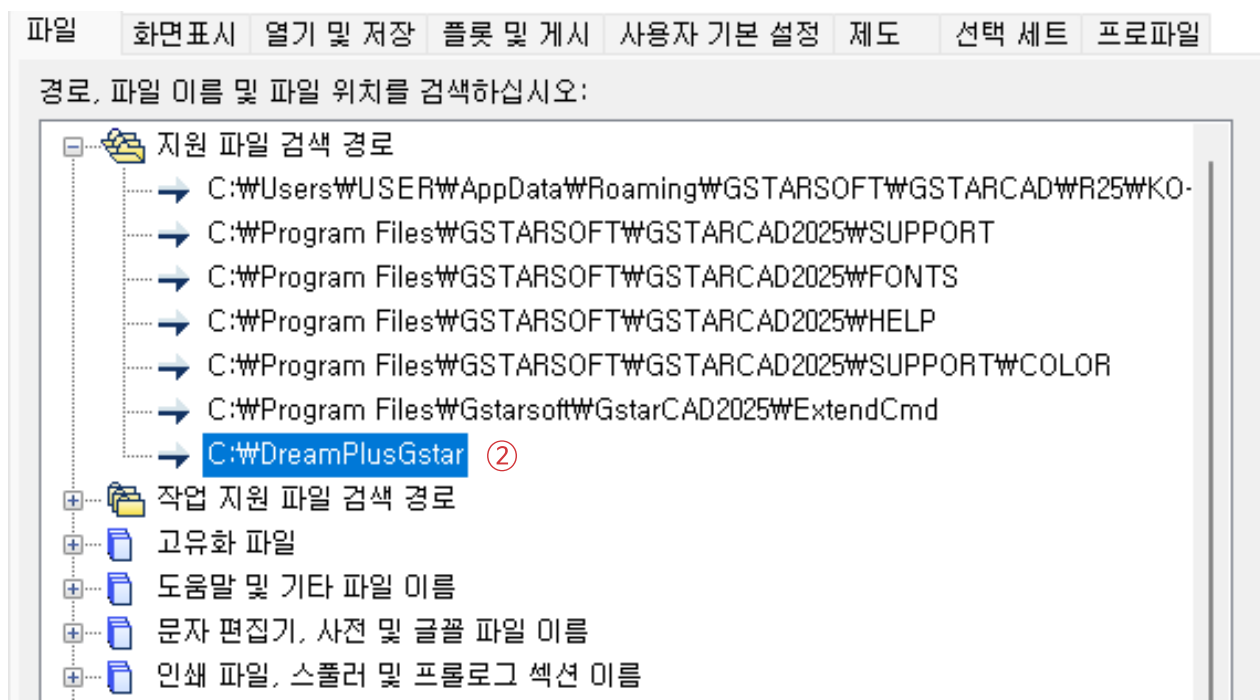 파일 화면표시 열기 및 저장 플롯 및 게시 사용자 기본 설정 제도 선택 세트 프로파일
경로, 파일 이름 및 파일 위치를 검색하십시오:
지원 파일 검색 경로
C:₩Users₩USER₩AppData₩Roaming₩GSTARSOFT₩GSTARCAD₩R25₩KO-
C:₩Program Files₩GSTARSOFT₩GSTARCAD2025₩SUPPORT
C:₩Program Files₩GSTARSOFT₩GSTARCAD2025₩FONTS
C:₩Program Files₩GSTARSOFT₩GSTARCAD2025₩HELP
C:₩Program Files₩GSTARSOFT₩GSTARCAD2025₩SUPPORT₩COLOR
C:₩Program Files₩Gstarsoft₩GstarCAD2025₩ExtendCmd
C:₩DreamPlusGstar ②
작업 지원 파일 검색 경로
고유화 파일
도움말 및 기타 파일 이름
문자 편집기, 사전 및 글꼴 파일 이름
인쇄 파일, 스풀러 및 프롤로그 섹션 이름